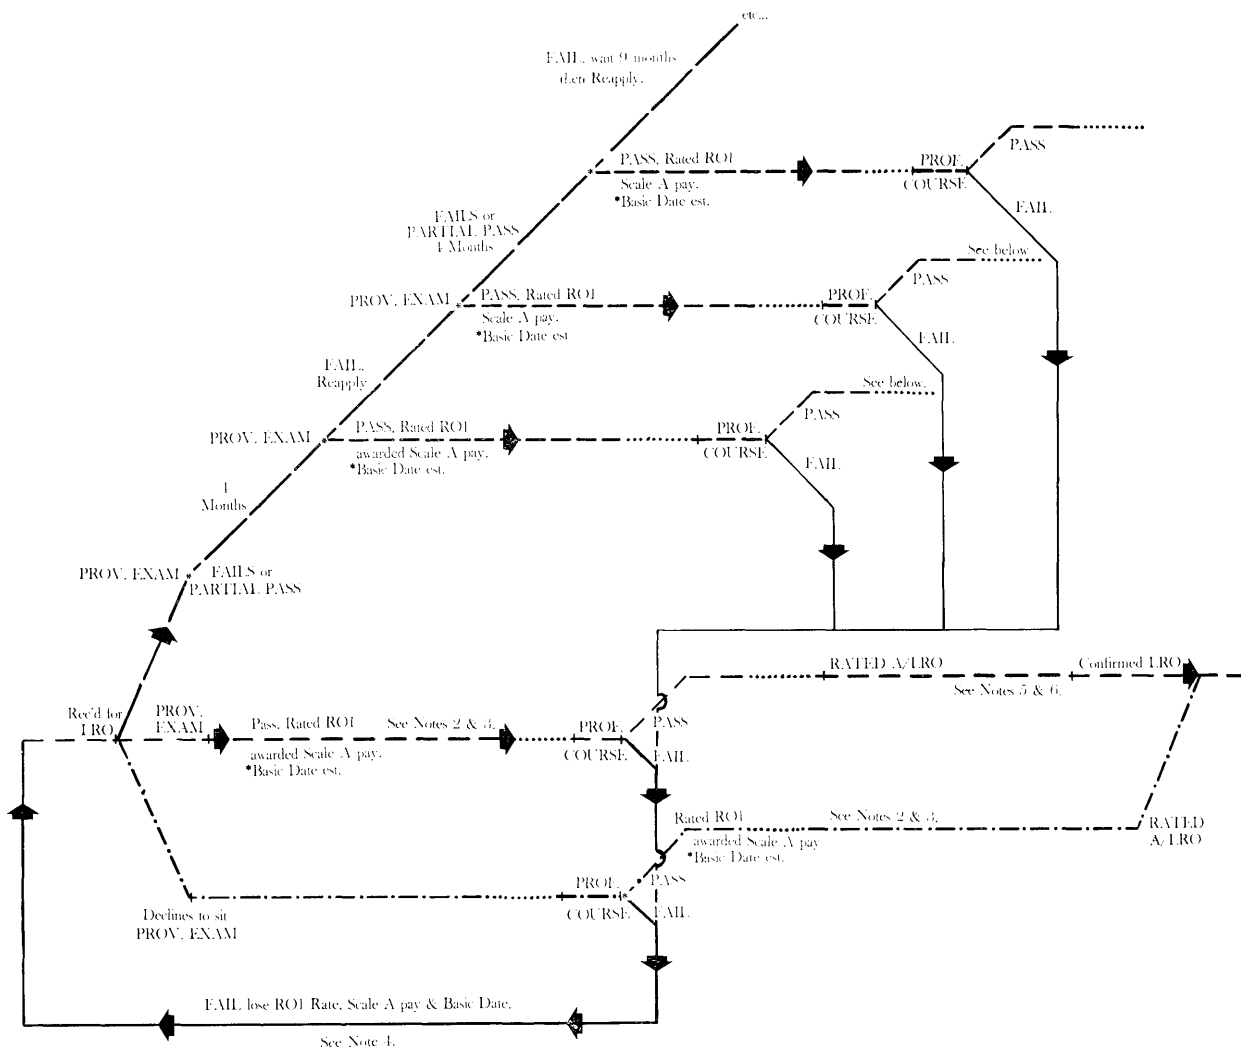 etc...
FAIL, wait 9 months
then Reapply.
PASS
PASS, Rated RO1
PROF.
Scale A pay.
COURSE
*Basic Date est.
FAIL
FAILS or
PARTIAL PASS
4 Months
See below
PASS
PROV. EXAM
PASS, Rated RO1
PROF.
Scale A pay.
COURSE
*Basic Date est
FAIL
FAIL,
Reapply
See below.
PASS
PROV. EXAM
PASS, Rated RO1
PROF.
awarded Scale A pay.
COURSE
*Basic Date est.
FAIL
4
Months
PROV. EXAM
FAILS or
PARTIAL PASS
RATED A/LRO
Confirmed LRO
See Notes 5 & 6.
Rec'd for
LRO
PROV.
EXAM
Pass, Rated RO1
See Notes 2 & 3.
PROF.
PASS
awarded Scale A pay.
COURSE
FAIL
*Basic Date est.
Rated RO1
See Notes 2 & 3.
awarded Scale A pay
*Basic Date est.
RATED
A/LRO
PROF.
PASS
COURSE
FAIL
Declines to sit
PROV. EXAM
FAIL lose RO1 Rate, Scale A pay & Basic Date.
See Note 4.